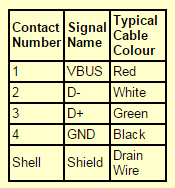 Contact Number Signal Name Typical Cable Colour
1 VBUS Red
2 D- White
3 D+ Green
4 GND Black
Shell Shield Drain Wire